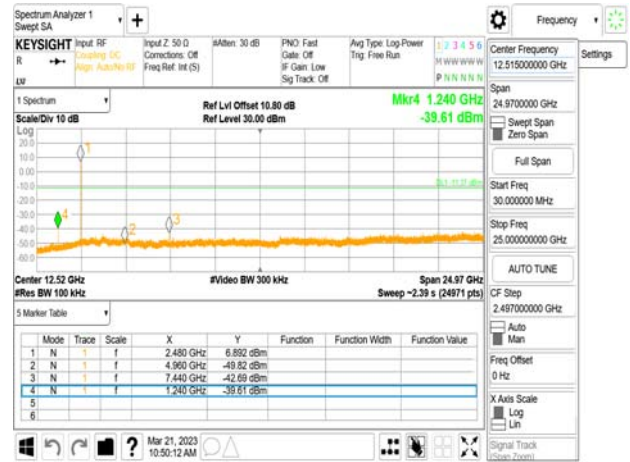 Spectrum Analyzer 1
Swept SA
Frequency
KEYSIGHT
R
Input: RF
Coupling: DC
Align: Auto/No RF
Input Z: 50 Ω
Corrections: Off
Freq Ref: Int (S)
#Atten: 30 dB
PNO: Fast
Gate: Off
IF Gain: Low
Sig Track: Off
Avg Type: Log-Power
Trig: Free Run
1 2 3 4 5 6
M W W W W W
P N N N N N
Center Frequency
12.515000000 GHz
Settings
1 Spectrum
Scale/Div 10 dB
Ref Lvl Offset 10.80 dB
Ref Level 30.00 dBm
Mkr4 1.240 GHz
-39.61 dBm
Span
24.9700000 GHz
Swept Span
Zero Span
Full Span
Start Freq
30.000000 MHz
Stop Freq
25.000000000 GHz
AUTO TUNE
CF Step
2.497000000 GHz
Auto
Man
Freq Offset
0 Hz
X Axis Scale
Log
Lin
Signal Track
(Span Zoom)
Log
20.0
10.0
0.00
-10.0
-20.0
-30.0
-40.0
-50.0
-60.0
1
2
3
4
DL1 -11.37 dBm
Center 12.52 GHz
#Res BW 100 kHz
#Video BW 300 kHz
Span 24.97 GHz
Sweep ~2.39 s (24971 pts)
5 Marker Table
Mode Trace Scale X Y Function Function Width Function Value
1 N 1 f 2.480 GHz 6.892 dBm
2 N 1 f 4.960 GHz -49.82 dBm
3 N 1 f 7.440 GHz -42.69 dBm
4 N 1 f 1.240 GHz -39.61 dBm
5
6
Mar 21, 2023
10:50:12 AM